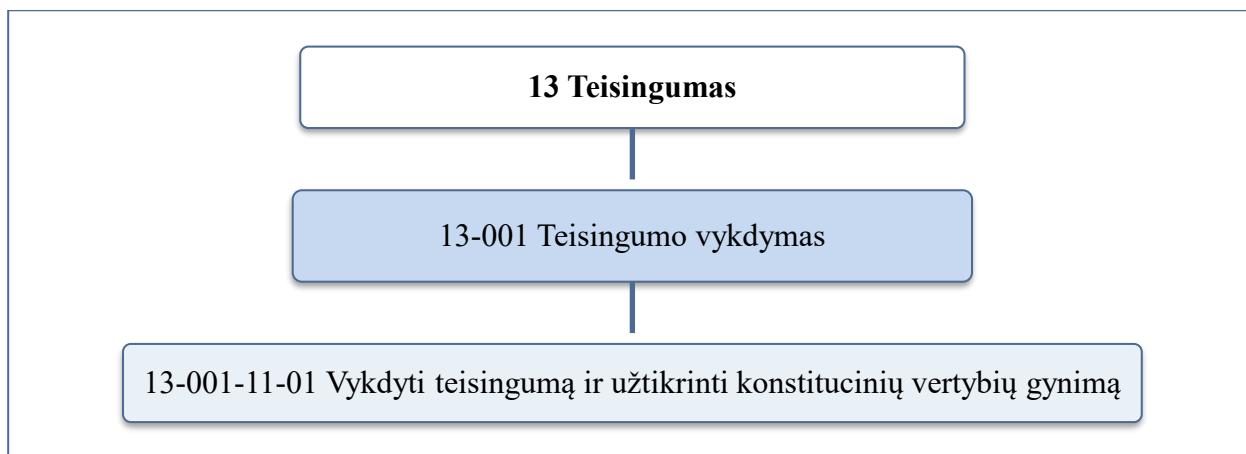 13 Teisingumas
13-001 Teisingumo vykdymas
13-001-11-01 Vykdyti teisingumą ir užtikrinti konstitucinių vertybių gynimą